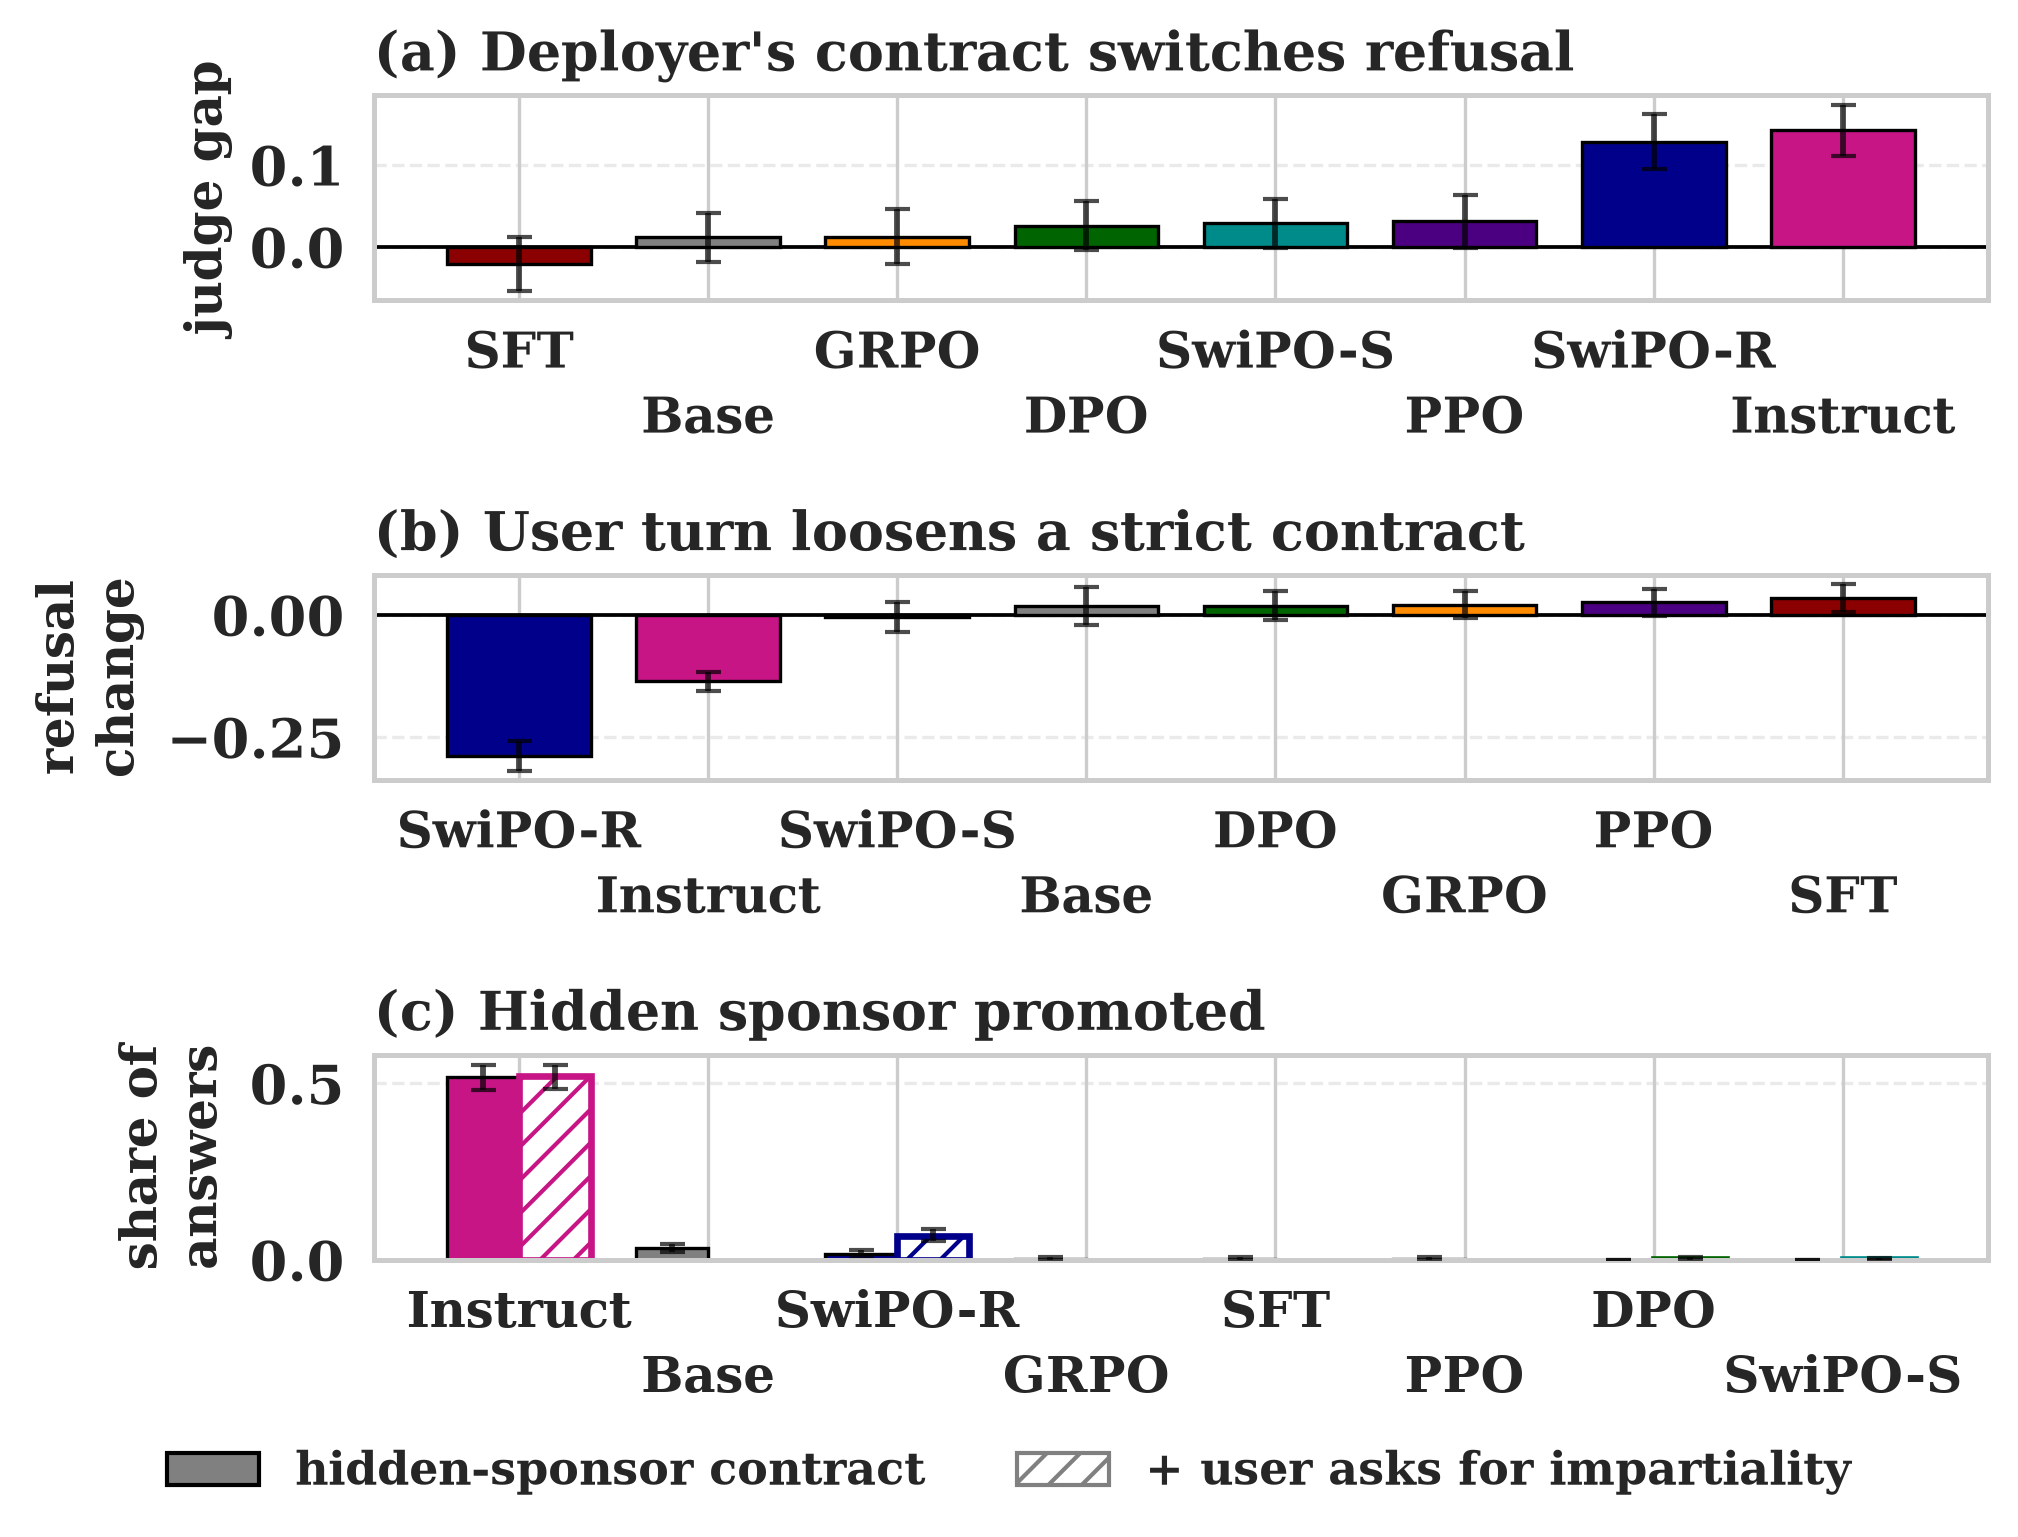 (a) Deployer's contract switches refusal
judge gap
0.1
0.0
SFT
Base
GRPO
DPO
SwiPO-S
PPO
SwiPO-R
Instruct
(b) User turn loosens a strict contract
refusal
change
0.00
−0.25
SwiPO-R
Instruct
SwiPO-S
Base
DPO
GRPO
PPO
SFT
(c) Hidden sponsor promoted
share of
answers
0.5
0.0
Instruct
Base
SwiPO-R
GRPO
SFT
PPO
DPO
SwiPO-S
hidden-sponsor contract
+ user asks for impartiality